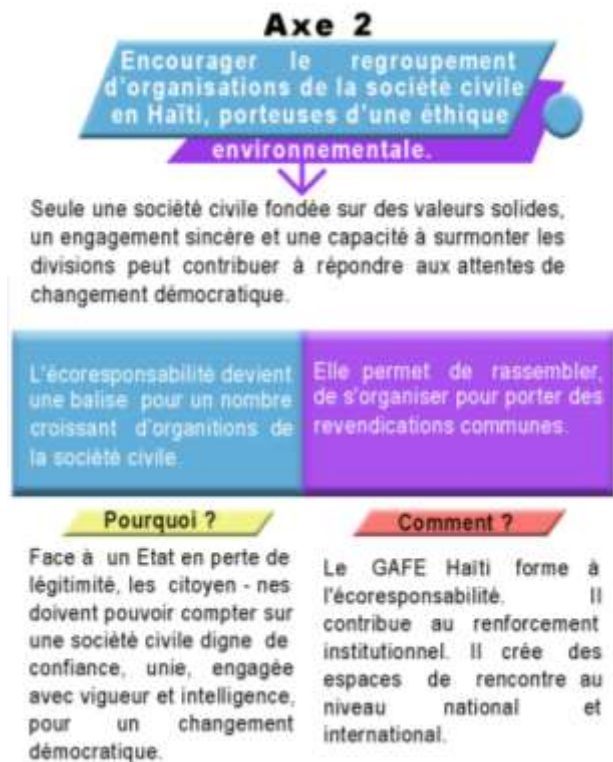 Axe 2
Encourager le regroupement
d'organisations de la société civile
en Haïti, porteuses d'une éthique
environnementale.
Seule une société civile fondée sur des valeurs solides,
un engagement sincère et une capacité à surmonter les
divisions peut contribuer à répondre aux attentes de
changement démocratique.
L'écoresponsabilité devient
une balise pour un nombre
croissant d'organitions de
la société civile.
Elle permet de rassembler,
de s'organiser pour porter des
revendications communes.
Pourquoi ?
Face à un Etat en perte de
légitimité, les citoyen - nes
doivent pouvoir compter sur
une société civile digne de
confiance, unie, engagée
avec vigueur et intelligence,
pour un changement
démocratique.
Comment ?
Le GAFE Haïti forme à
l'écoresponsabilité. Il
contribue au renforcement
institutionnel. Il crée des
espaces de rencontre au
niveau national et
international.